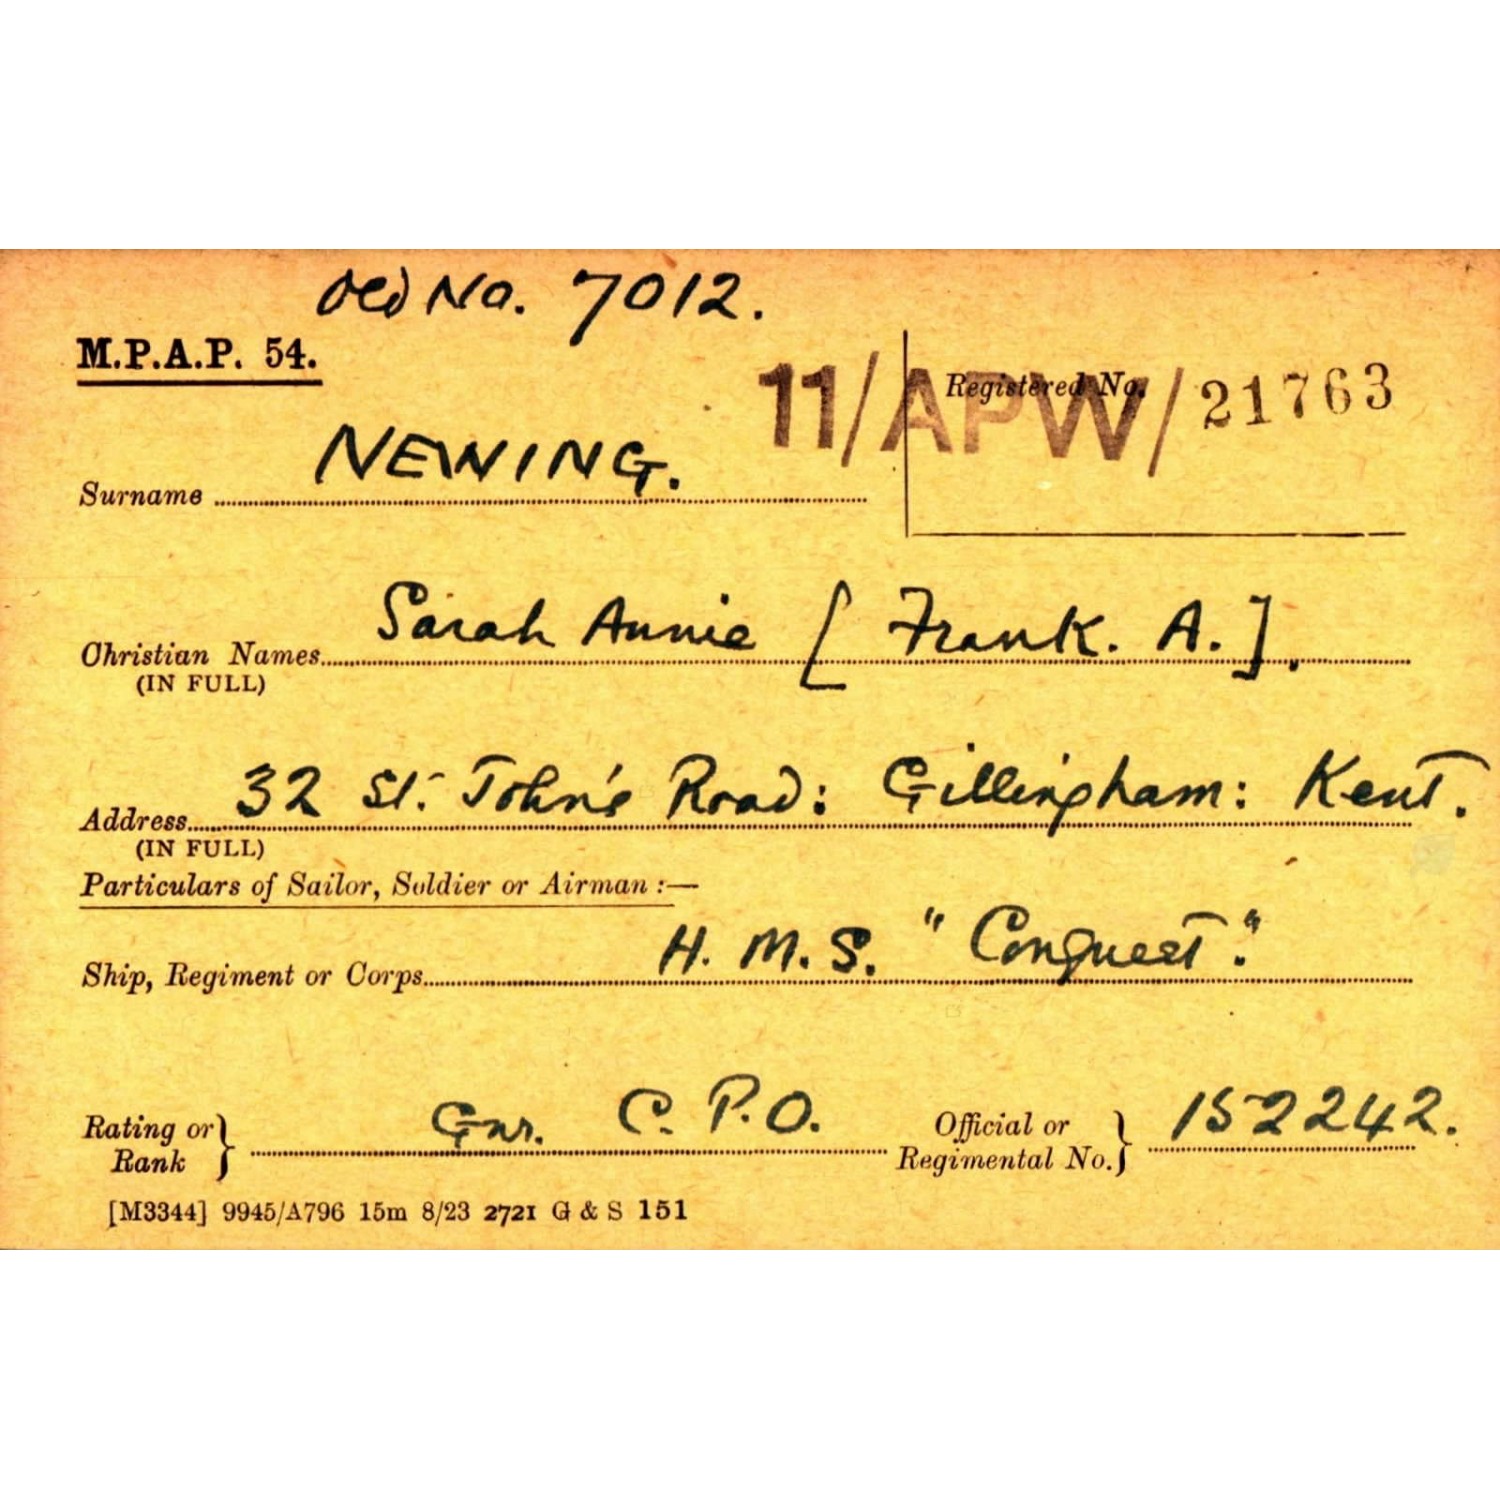 Old No. 7012.
M.P.A.P. 54.
11/APW/21763
Registered No.
Surname NEWING.
Christian Names Sarah Annie [ Frank. A. ].
(IN FULL)
Address 32 St. John's Road: Gillingham: Kent.
(IN FULL)
Particulars of Sailor, Soldier or Airman :—
Ship, Regiment or Corps H. M. S. "Conquest".
Rating or Rank } Gnr. C. P. O. Official or Regimental No. } 152242.
[M3344] 9945/A796 15m 8/23 2721 G & S 151